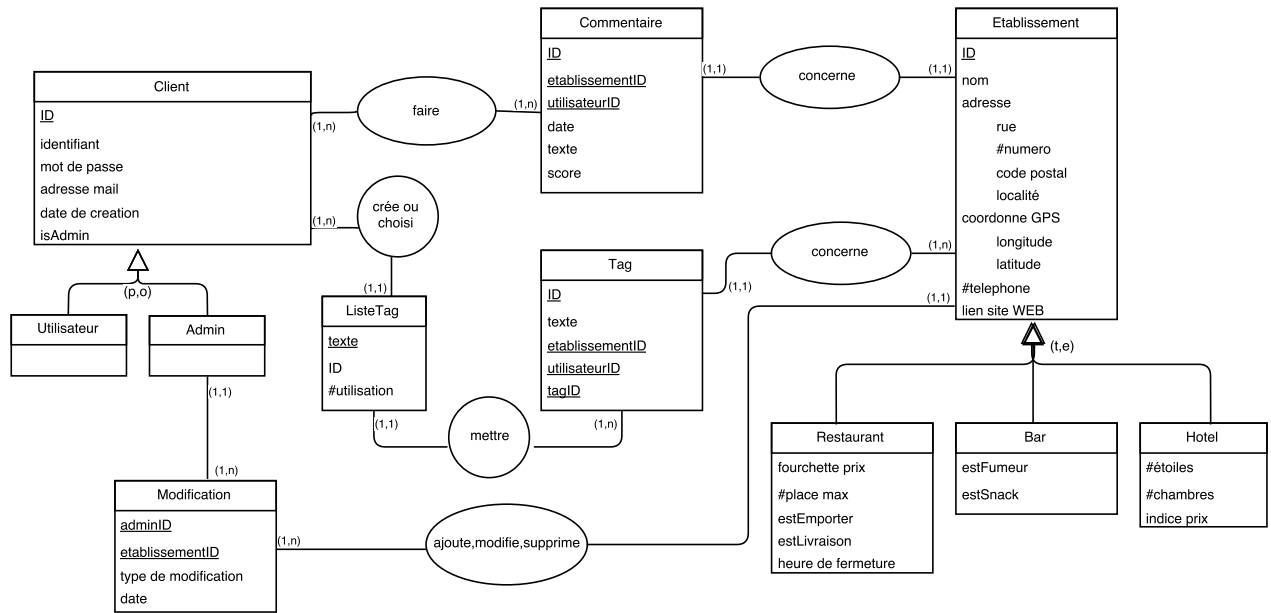 Client
ID
identifiant
mot de passe
adresse mail
date de creation
isAdmin
(1,n)
faire
(1,n)
Commentaire
ID
etablissementID
utilisateurID
date
texte
score
(1,1)
concerne
(1,1)
Etablissement
ID
nom
adresse
rue
#numero
code postal
localité
coordonne GPS
longitude
latitude
#telephone
lien site WEB
(1,n)
crée ou
choisi
(1,1)
ListeTag
texte
ID
#utilisation
(1,1)
mettre
(1,n)
Tag
ID
texte
etablissementID
utilisateurID
tagID
(1,1)
concerne
(1,n)
(1,1)
(p,o)
Utilisateur
Admin
(1,1)
(1,n)
Modification
adminID
etablissementID
type de modification
date
(1,n)
ajoute,modifie,supprime
(t,e)
Restaurant
fourchette prix
#place max
estEmporter
estLivraison
heure de fermeture
Bar
estFumeur
estSnack
Hotel
#étoiles
#chambres
indice prix